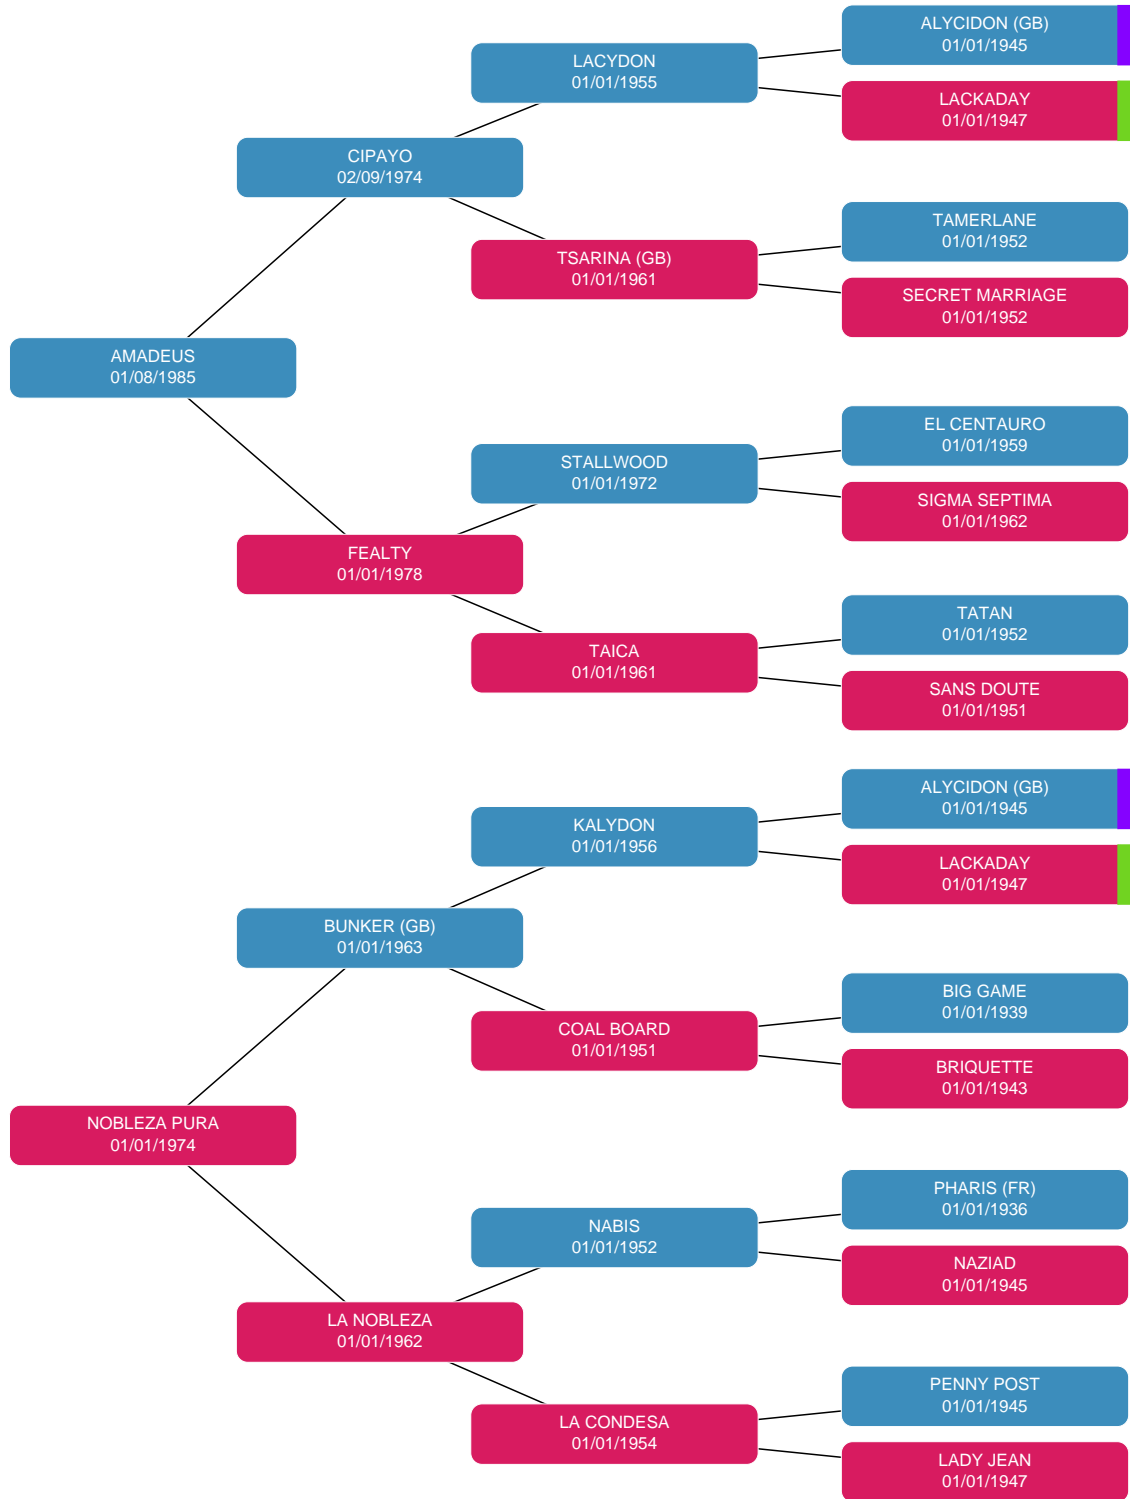 ALYCIDON (GB)
01/01/1945
LACYDON
01/01/1955
LACKADAY
01/01/1947
CIPAYO
02/09/1974
TAMERLANE
01/01/1952
TSARINA (GB)
01/01/1961
SECRET MARRIAGE
01/01/1952
AMADEUS
01/08/1985
EL CENTAURO
01/01/1959
STALLWOOD
01/01/1972
SIGMA SEPTIMA
01/01/1962
FEALTY
01/01/1978
TATAN
01/01/1952
TAICA
01/01/1961
SANS DOUTE
01/01/1951
ALYCIDON (GB)
01/01/1945
KALYDON
01/01/1956
LACKADAY
01/01/1947
BUNKER (GB)
01/01/1963
BIG GAME
01/01/1939
COAL BOARD
01/01/1951
BRIQUETTE
01/01/1943
NOBLEZA PURA
01/01/1974
PHARIS (FR)
01/01/1936
NABIS
01/01/1952
NAZIAD
01/01/1945
LA NOBLEZA
01/01/1962
PENNY POST
01/01/1945
LA CONDESA
01/01/1954
LADY JEAN
01/01/1947